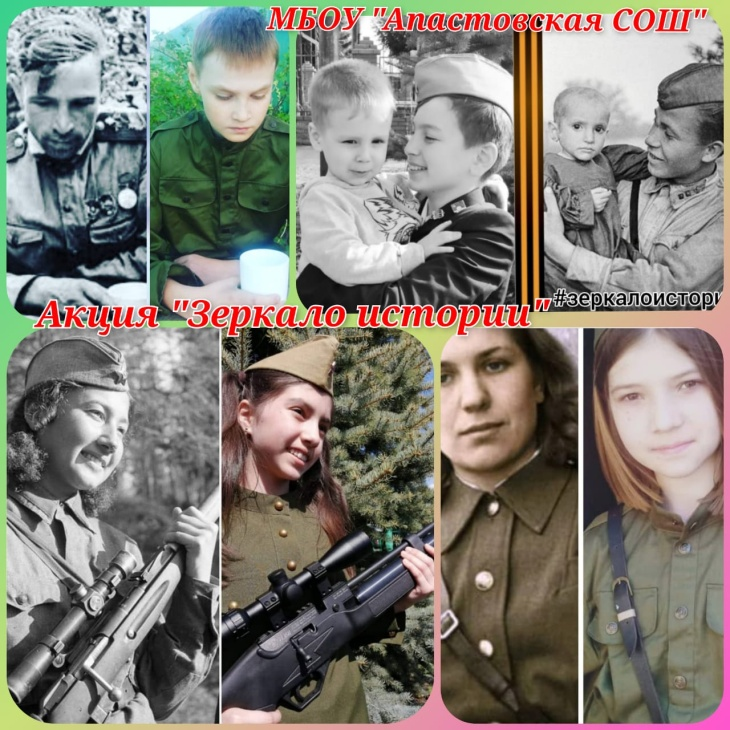 МБОУ "Апастовская СОШ"
#зеркалоистори
Акция "Зеркало истории"